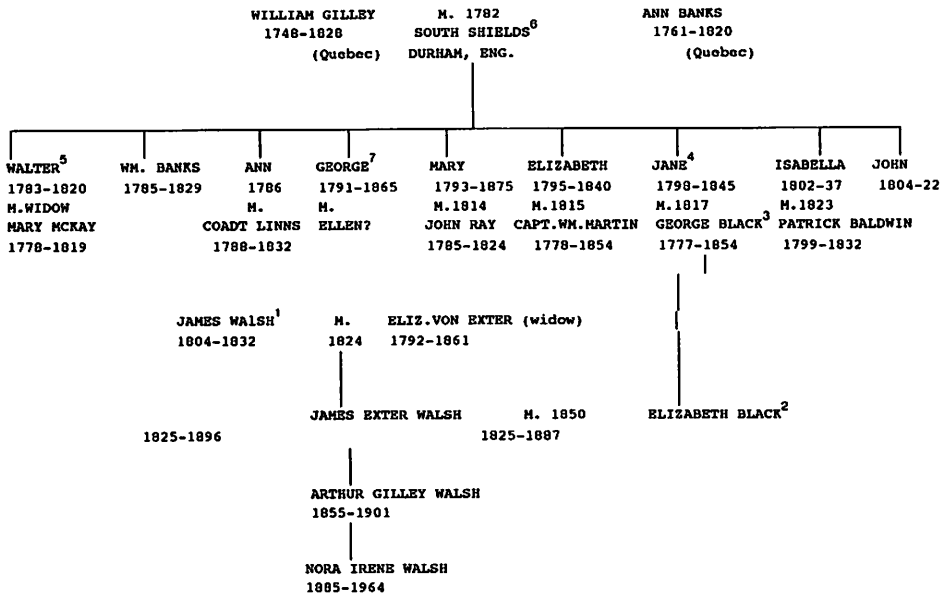 WILLIAM GILLEY M. 1782 ANN BANKS
1748-1828 SOUTH SHIELDS6 1761-1820
(Quebec) DURHAM, ENG. (Quebec)
WALTER5 WM. BANKS ANN GEORGE7 MARY ELIZABETH JANE4 ISABELLA JOHN
1783-1820 1785-1829 1786 1791-1865 1793-1875 1795-1840 1798-1845 1802-37 1804-22
M.WIDOW M. M. M.1814 M.1815 M.1817 M.1823
MARY MCKAY COADT LINNS ELLEN? JOHN RAY CAPT.WM.MARTIN GEORGE BLACK3 PATRICK BALDWIN
1778-1819 1788-1832 1785-1824 1778-1854 1777-1854 1799-1832
JAMES WALSH1 M. ELIZ.VON EXTER (widow)
1804-1832 1824 1792-1861
JAMES EXTER WALSH M. 1850 ELIZABETH BLACK2
1825-1896 1825-1887
ARTHUR GILLEY WALSH
1855-1901
NORA IRENE WALSH
1885-1964